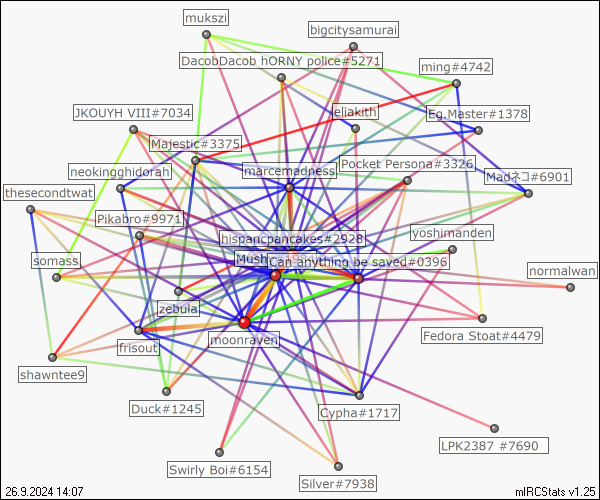 mukszi
bigcitysamurai
DacobDacob hORNY police#5271
ming#4742
JKOUYH VIII#7034
eliakith
Eg.Master#1378
Majestic#3375
Pocket Persona#3326
neokingghidorah
marcemadness
Madネコ#6901
thesecondtwat
Pikabro#9971
yoshimanden
hispancpancakes#2928
somass
Mush
Can anything be saved#0396
normalwan
zebula
Fedora Stoat#4479
frisout
moonraven
shawntee9
Duck#1245
Cypha#1717
LPK2387 #7690
Swirly Boi#6154
Silver#7938
26.9.2024 14:07
mIRCStats v1.25